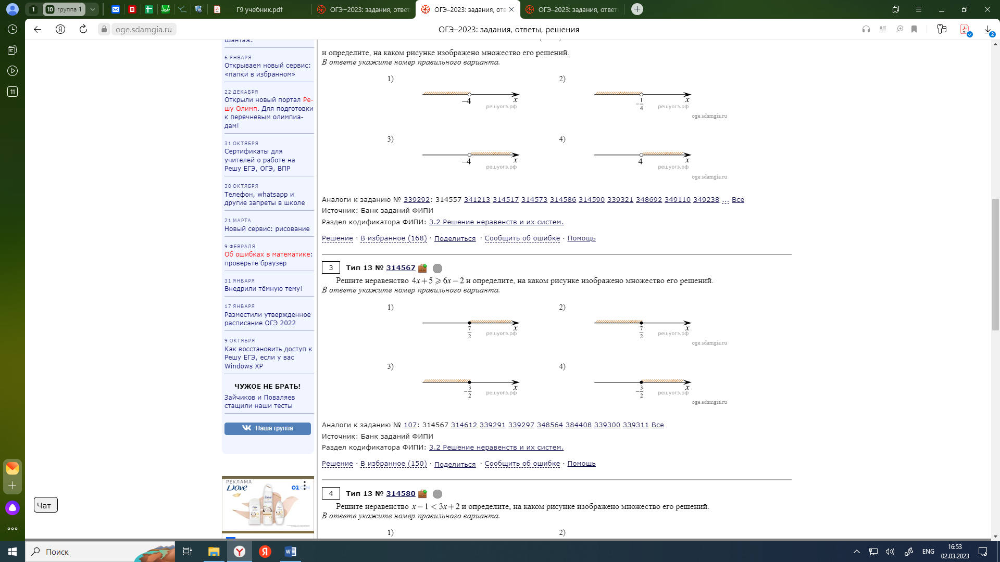 1
10 группа 1
Г9 учебник.pdf
ОГЭ–2023: задания, ответ
ОГЭ–2023: задания, отв
ОГЭ–2023: задания, ответ
oge.sdamgia.ru
ОГЭ–2023: задания, ответы, решения
2
11
Чат
шантаж.
6 ЯНВАРЯ
Открываем новый сервис:
«папки в избранном»
22 ДЕКАБРЯ
Открыли новый портал Ре-
шу Олимп. Для подготовки
к перечневым олимпиа-
дам!
31 ОКТЯБРЯ
Сертификаты для
учителей о работе на
Решу ЕГЭ, ОГЭ, ВПР
30 ОКТЯБРЯ
Телефон, whatsapp и
другие запреты в школе
21 МАРТА
Новый сервис: рисование
9 ФЕВРАЛЯ
Об ошибках в математике:
проверьте браузер
31 ЯНВАРЯ
Внедрили тёмную тему!
17 ЯНВАРЯ
Разместили утвержденное
расписание ОГЭ 2022
9 ОКТЯБРЯ
Как восстановить доступ к
Решу ЕГЭ, если у вас
Windows XP
ЧУЖОЕ НЕ БРАТЬ!
Зайчиков и Поваляев
стащили наши тесты
Наша группа
РЕКЛАМА
Dove
OZON
и определите, на каком рисунке изображено множество его решений.
В ответе укажите номер правильного варианта.
1) 2)
−4 x −1/4 x
решуогэ.рф решуогэ.рф
oge.sdamgia.ru
3) 4)
−4 x 4 x
решуогэ.рф решуогэ.рф
oge.sdamgia.ru
Аналоги к заданию № 339292: 314557 341213 314517 314573 314586 314590 339321 348692 349110 349238 ... Все
Источник: Банк заданий ФИПИ
Раздел кодификатора ФИПИ: 3.2 Решение неравенств и их систем.
Решение · В избранное (168) · Поделиться · Сообщить об ошибке · Помощь
3 Тип 13 № 314567
Решите неравенство 4x + 5 ⩾ 6x − 2 и определите, на каком рисунке изображено множество его решений.
В ответе укажите номер правильного варианта.
1) 2)
7/2 x 7/2 x
решуогэ.рф решуогэ.рф
oge.sdamgia.ru
3) 4)
−3/2 x −3/2 x
решуогэ.рф решуогэ.рф
oge.sdamgia.ru
Аналоги к заданию № 107: 314567 314612 339291 339297 348564 384408 339300 339311 Все
Источник: Банк заданий ФИПИ
Раздел кодификатора ФИПИ: 3.2 Решение неравенств и их систем.
Решение · В избранное (150) · Поделиться · Сообщить об ошибке · Помощь
4 Тип 13 № 314580
Решите неравенство x − 1 < 3x + 2 и определите, на каком рисунке изображено множество его решений.
В ответе укажите номер правильного варианта.
1) 2)
Поиск
ENG
16:53
02.03.2023